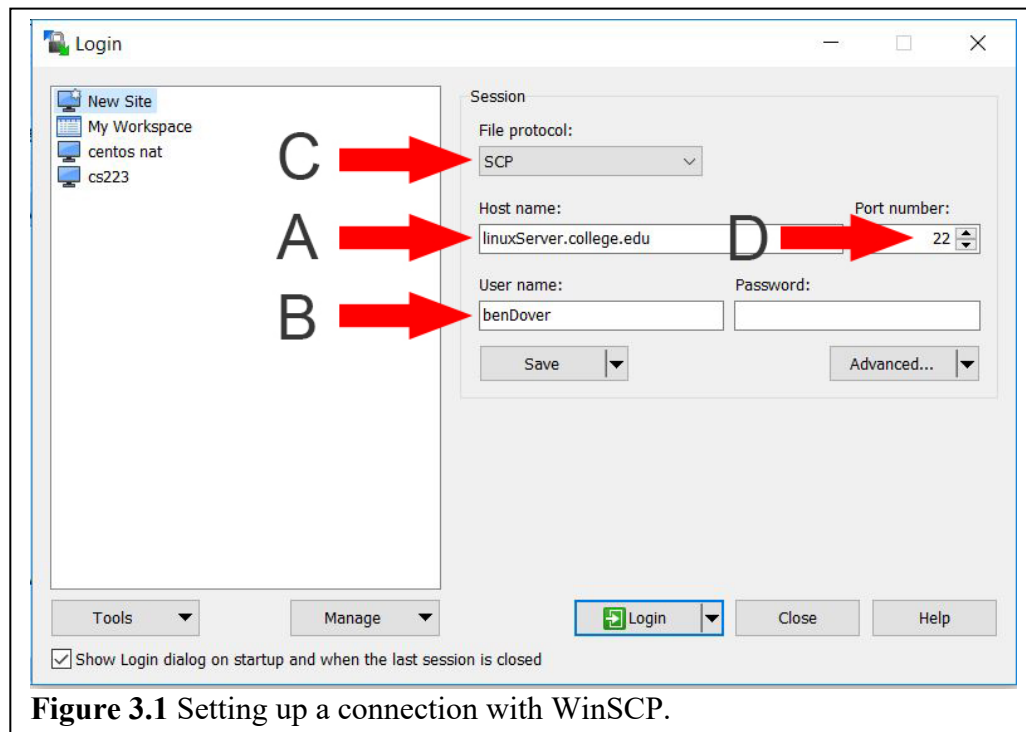 Login
New Site
My Workspace
centos nat
cs223
Session
File protocol:
C
SCP
Host name:
Port number:
A
linuxServer.college.edu
D
22
User name:
Password:
B
benDover
Save
Advanced...
Tools
Manage
Login
Close
Help
Show Login dialog on startup and when the last session is closed
Figure 3.1 Setting up a connection with WinSCP.